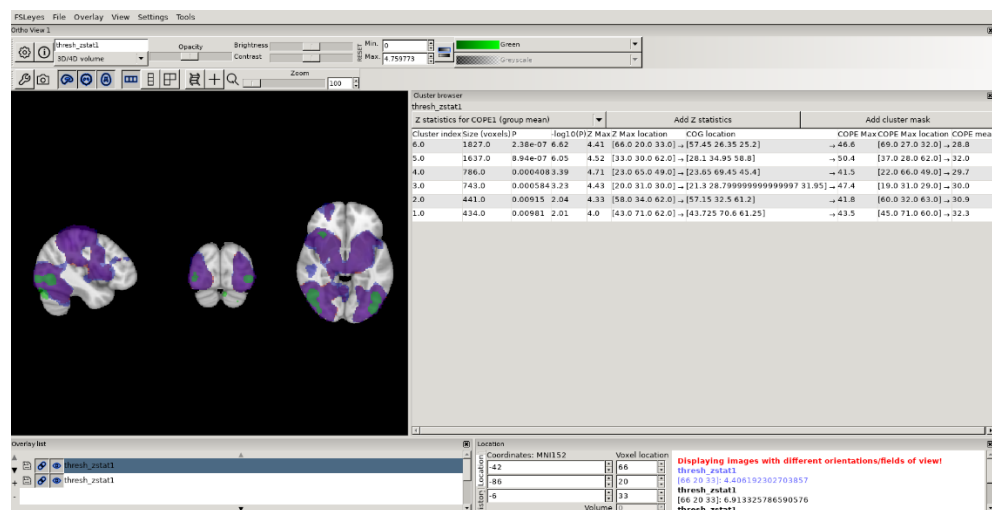 FSLeyes File Overlay View Settings Tools
Ortho View 1
thresh_zstat1
3D/4D volume
Opacity
Brightness
Contrast
RESET
Min. 0
Max. 4.759773
Green
Greyscale
Zoom
100
Cluster browser
thresh_zstat1
Z statistics for COPE1 (group mean) Add Z statistics Add cluster mask
Cluster index Size (voxels) P -log10(P) Z Max Z Max location COG location COPE Max COPE Max location COPE mea
6.0 1827.0 2.38e-07 6.62 4.41 [66.0 20.0 33.0] → [57.45 26.35 25.2] → 46.6 [69.0 27.0 32.0] → 28.8
5.0 1637.0 8.94e-07 6.05 4.52 [33.0 30.0 62.0] → [28.1 34.95 58.8] → 50.4 [37.0 28.0 62.0] → 32.0
4.0 786.0 0.000408 3.39 4.71 [23.0 65.0 49.0] → [23.65 69.45 45.4] → 41.5 [22.0 66.0 49.0] → 29.7
3.0 743.0 0.000584 3.23 4.43 [20.0 31.0 30.0] → [21.3 28.799999999999997 31.95] → 47.4 [19.0 31.0 29.0] → 30.0
2.0 441.0 0.00915 2.04 4.33 [58.0 34.0 62.0] → [57.15 32.5 61.2] → 41.8 [60.0 32.0 63.0] → 30.9
1.0 434.0 0.00981 2.01 4.0 [43.0 71.0 62.0] → [43.725 70.6 61.25] → 43.5 [45.0 71.0 60.0] → 32.3
Overlay list
thresh_zstat1
thresh_zstat1
Location
Coordinates: MNI152 Voxel location
-42 66
-86 20
-6 33
Volume 0
Location
Displaying images with different orientations/fields of view!
thresh_zstat1
[66 20 33]: 4.406192302703857
thresh_zstat1
[66 20 33]: 6.913325786590576
thresh_zstat1